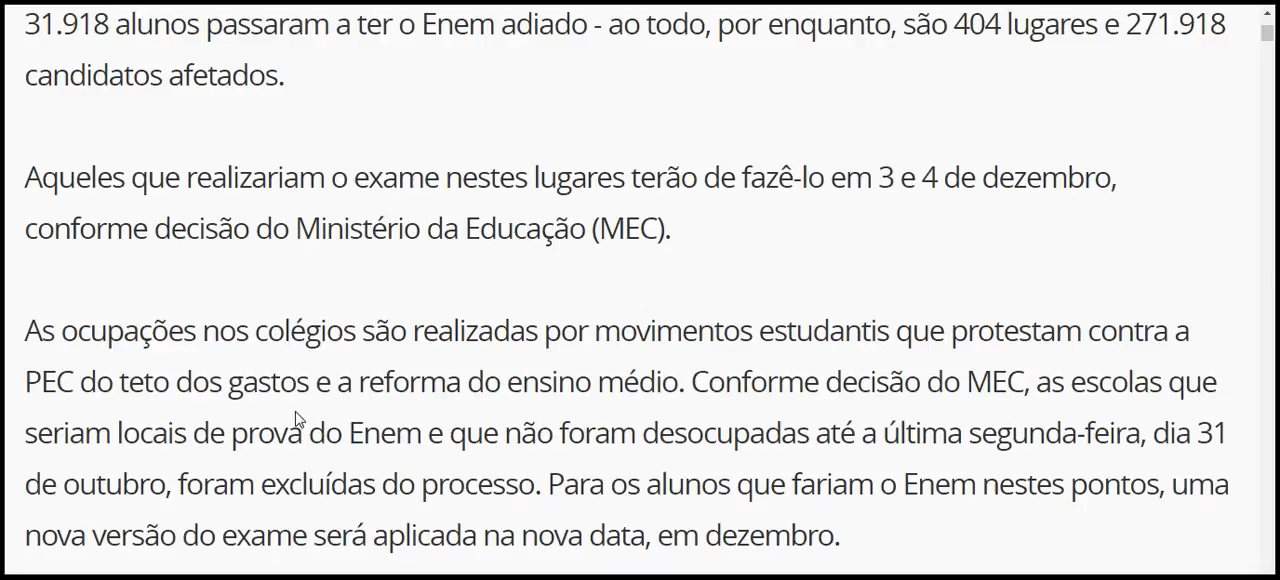 31.918 alunos passaram a ter o Enem adiado - ao todo, por enquanto, são 404 lugares e 271.918
candidatos afetados.
Aqueles que realizariam o exame nestes lugares terão de fazê-lo em 3 e 4 de dezembro,
conforme decisão do Ministério da Educação (MEC).
As ocupações nos colégios são realizadas por movimentos estudantis que protestam contra a
PEC do teto dos gastos e a reforma do ensino médio. Conforme decisão do MEC, as escolas que
seriam locais de prova do Enem e que não foram desocupadas até a última segunda-feira, dia 31
de outubro, foram excluídas do processo. Para os alunos que fariam o Enem nestes pontos, uma
nova versão do exame será aplicada na nova data, em dezembro.